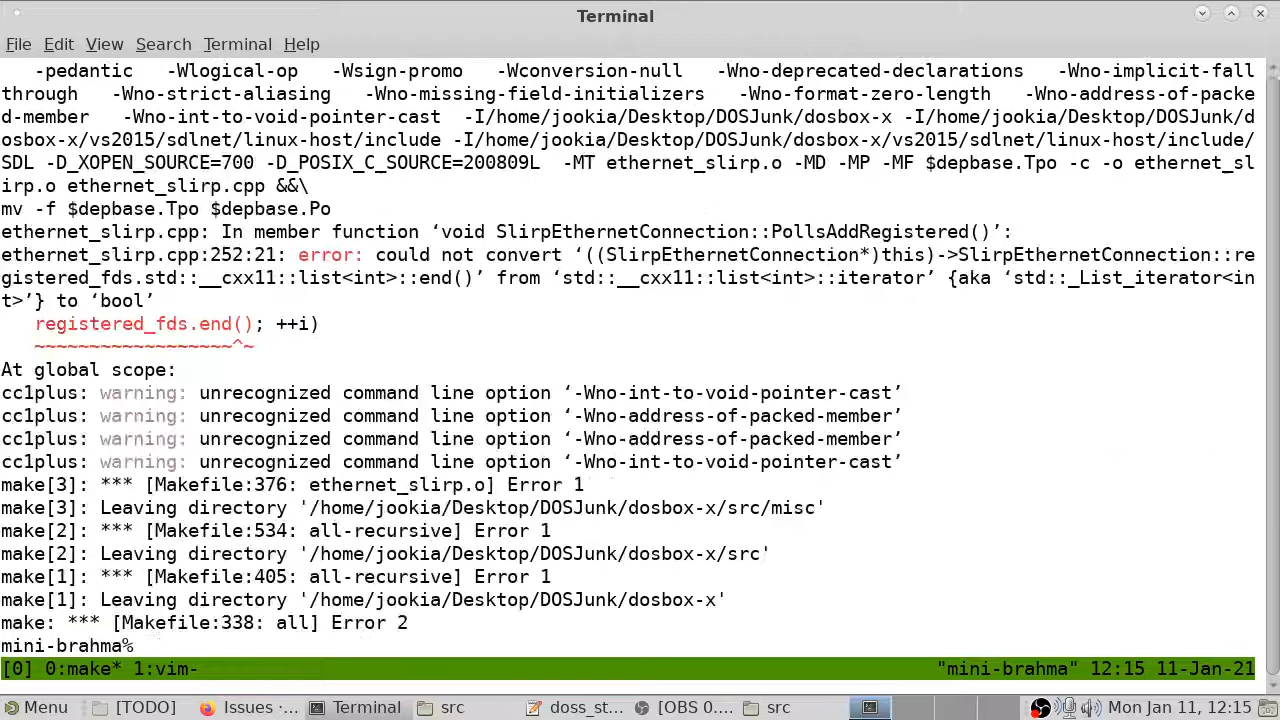 Terminal
File Edit View Search Terminal Help
-pedantic -Wlogical-op -Wsign-promo -Wconversion-null -Wno-deprecated-declarations -Wno-implicit-fall
through -Wno-strict-aliasing -Wno-missing-field-initializers -Wno-format-zero-length -Wno-address-of-packe
d-member -Wno-int-to-void-pointer-cast -I/home/jookia/Desktop/DOSJunk/dosbox-x -I/home/jookia/Desktop/DOSJunk/d
osbox-x/vs2015/sdlnet/linux-host/include -I/home/jookia/Desktop/DOSJunk/dosbox-x/vs2015/sdlnet/linux-host/include/
SDL -D_XOPEN_SOURCE=700 -D_POSIX_C_SOURCE=200809L -MT ethernet_slirp.o -MD -MP -MF $depbase.Tpo -c -o ethernet_sl
irp.o ethernet_slirp.cpp &&\
mv -f $depbase.Tpo $depbase.Po
ethernet_slirp.cpp: In member function ‘void SlirpEthernetConnection::PollsAddRegistered()’:
ethernet_slirp.cpp:252:21: error: could not convert ‘((SlirpEthernetConnection*)this)->SlirpEthernetConnection::re
gistered_fds.std::__cxx11::list<int>::end()’ from ‘std::__cxx11::list<int>::iterator’ {aka ‘std::_List_iterator<in
t>’} to ‘bool’
registered_fds.end(); ++i)
~~~~~~~~~~~~~~~~~~^~
At global scope:
cc1plus: warning: unrecognized command line option ‘-Wno-int-to-void-pointer-cast’
cc1plus: warning: unrecognized command line option ‘-Wno-address-of-packed-member’
cc1plus: warning: unrecognized command line option ‘-Wno-address-of-packed-member’
cc1plus: warning: unrecognized command line option ‘-Wno-int-to-void-pointer-cast’
make[3]: *** [Makefile:376: ethernet_slirp.o] Error 1
make[3]: Leaving directory '/home/jookia/Desktop/DOSJunk/dosbox-x/src/misc'
make[2]: *** [Makefile:534: all-recursive] Error 1
make[2]: Leaving directory '/home/jookia/Desktop/DOSJunk/dosbox-x/src'
make[1]: *** [Makefile:405: all-recursive] Error 1
make[1]: Leaving directory '/home/jookia/Desktop/DOSJunk/dosbox-x'
make: *** [Makefile:338: all] Error 2
mini-brahma%
[0] 0:make* 1:vim- "mini-brahma" 12:15 11-Jan-21
Menu [TODO] Issues ·... Terminal src doss_st... [OBS 0.... src Mon Jan 11, 12:15